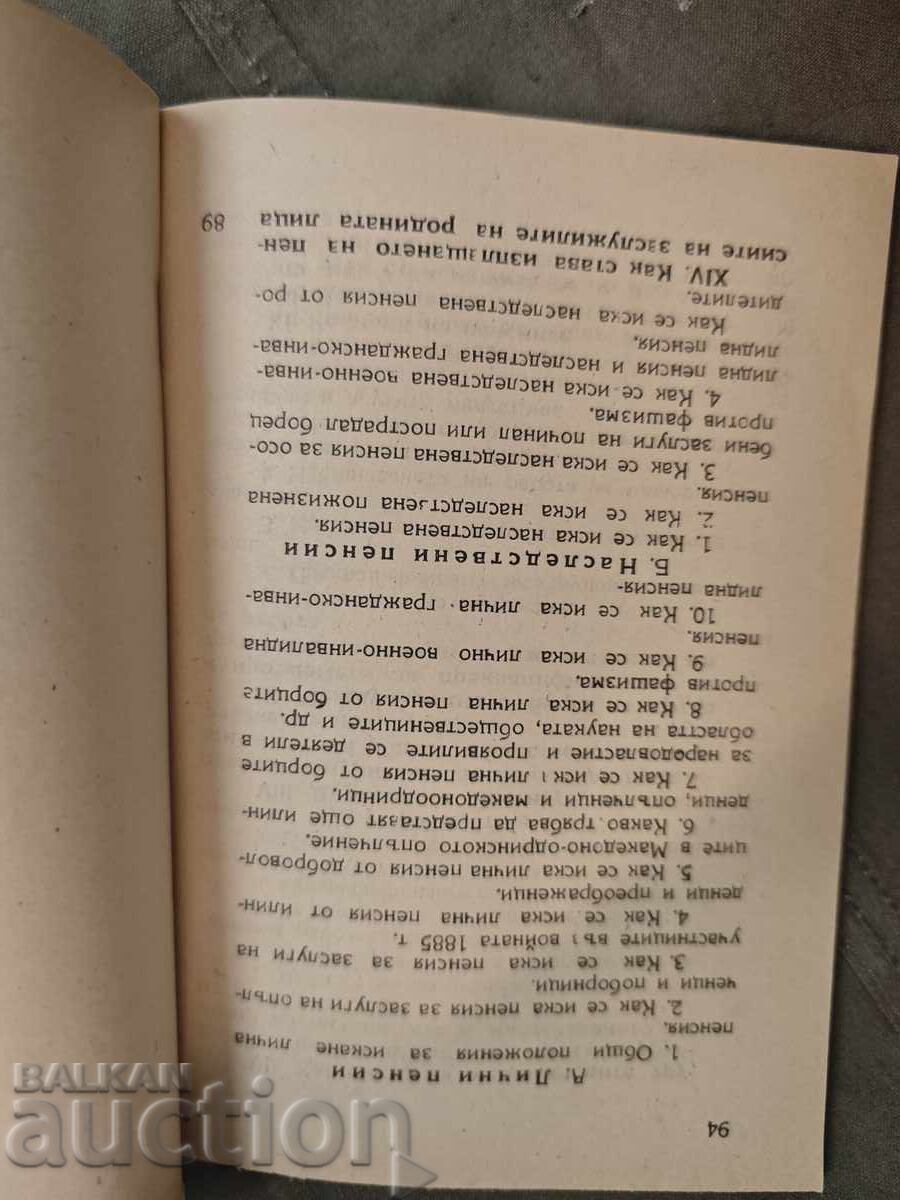 94
А. Лични пенсии
1. Общи положения за искане лична
пенсия.
2. Как се иска пенсия за заслуги на опъл-
ченци и поборници.
3. Как се иска пенсия за заслуги на
участниците във войната 1885 г.
4. Как се иска лична пенсия от илин-
денци и преображенци.
5. Как се иска лична пенсия от доброво-
лците в Македоно-одринското опълчение.
6. Какво трябва да представят още илин-
денци, опълченци и македоноодринци.
7. Как се иска лична пенсия от борците
за народовластие и проявилите се деятели в
областта на науката, обществениците и др.
8. Как се иска лична пенсия от борците
против фашизма.
9. Как се иска лично военно-инвалидна
пенсия.
10. Как се иска лична гражданско-инва-
лидна пенсия.
Б. Наследствени пенсии
1. Как се иска наследствена пенсия.
2. Как се иска наследствена пожизнена
пенсия.
3. Как се иска наследствена пенсия за осо-
бени заслуги на починал или пострадал борец
против фашизма.
4. Как се иска наследствена военно-инва-
лидна пенсия и наследствена гражданско-инва-
лидна пенсия.
Как се иска наследствена пенсия от ро-
дителите.
XIV. Как става изплащането на пен-
сиите на заслужилите на родината лица 89
BALKAN
auction